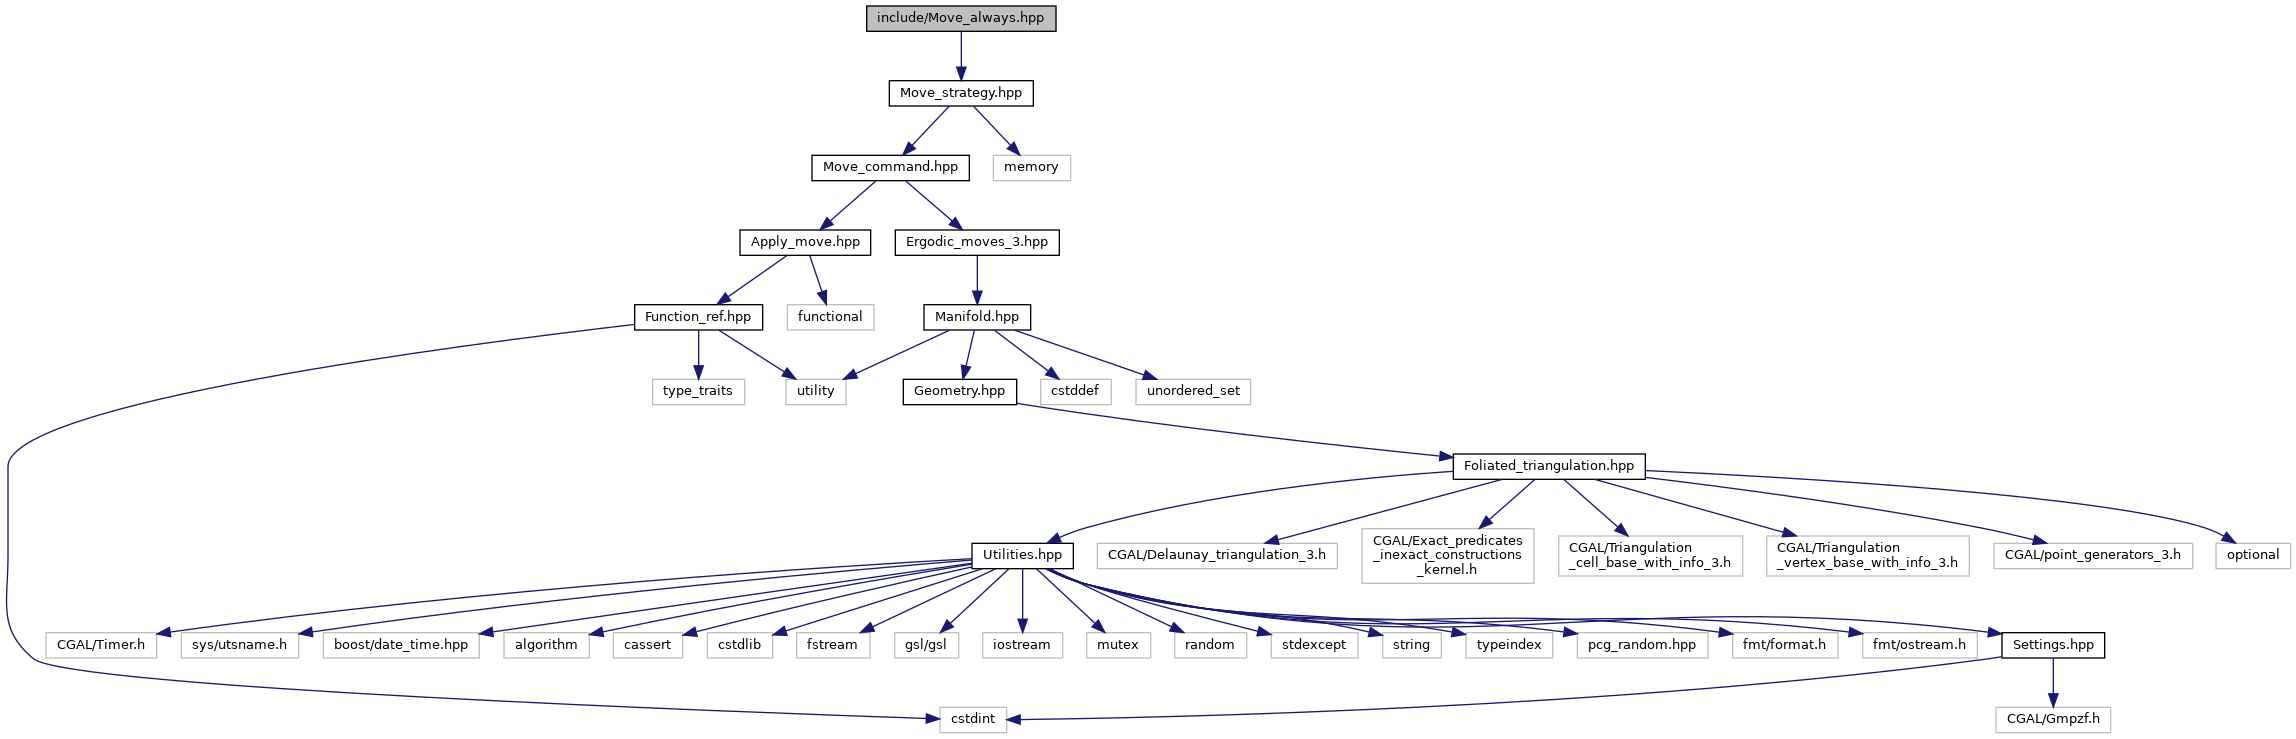 include/Move_always.hpp
Move_strategy.hpp
Move_command.hpp
memory
Apply_move.hpp
Ergodic_moves_3.hpp
Function_ref.hpp
functional
Manifold.hpp
type_traits
utility
Geometry.hpp
cstddef
unordered_set
Foliated_triangulation.hpp
Utilities.hpp
CGAL/Delaunay_triangulation_3.h
CGAL/Exact_predicates
_inexact_constructions
_kernel.h
CGAL/Triangulation
_cell_base_with_info_3.h
CGAL/Triangulation
_vertex_base_with_info_3.h
CGAL/point_generators_3.h
optional
CGAL/Timer.h
sys/utsname.h
boost/date_time.hpp
algorithm
cassert
cstdlib
fstream
gsl/gsl
iostream
mutex
random
stdexcept
string
typeindex
pcg_random.hpp
fmt/format.h
fmt/ostream.h
Settings.hpp
cstdint
CGAL/Gmpzf.h